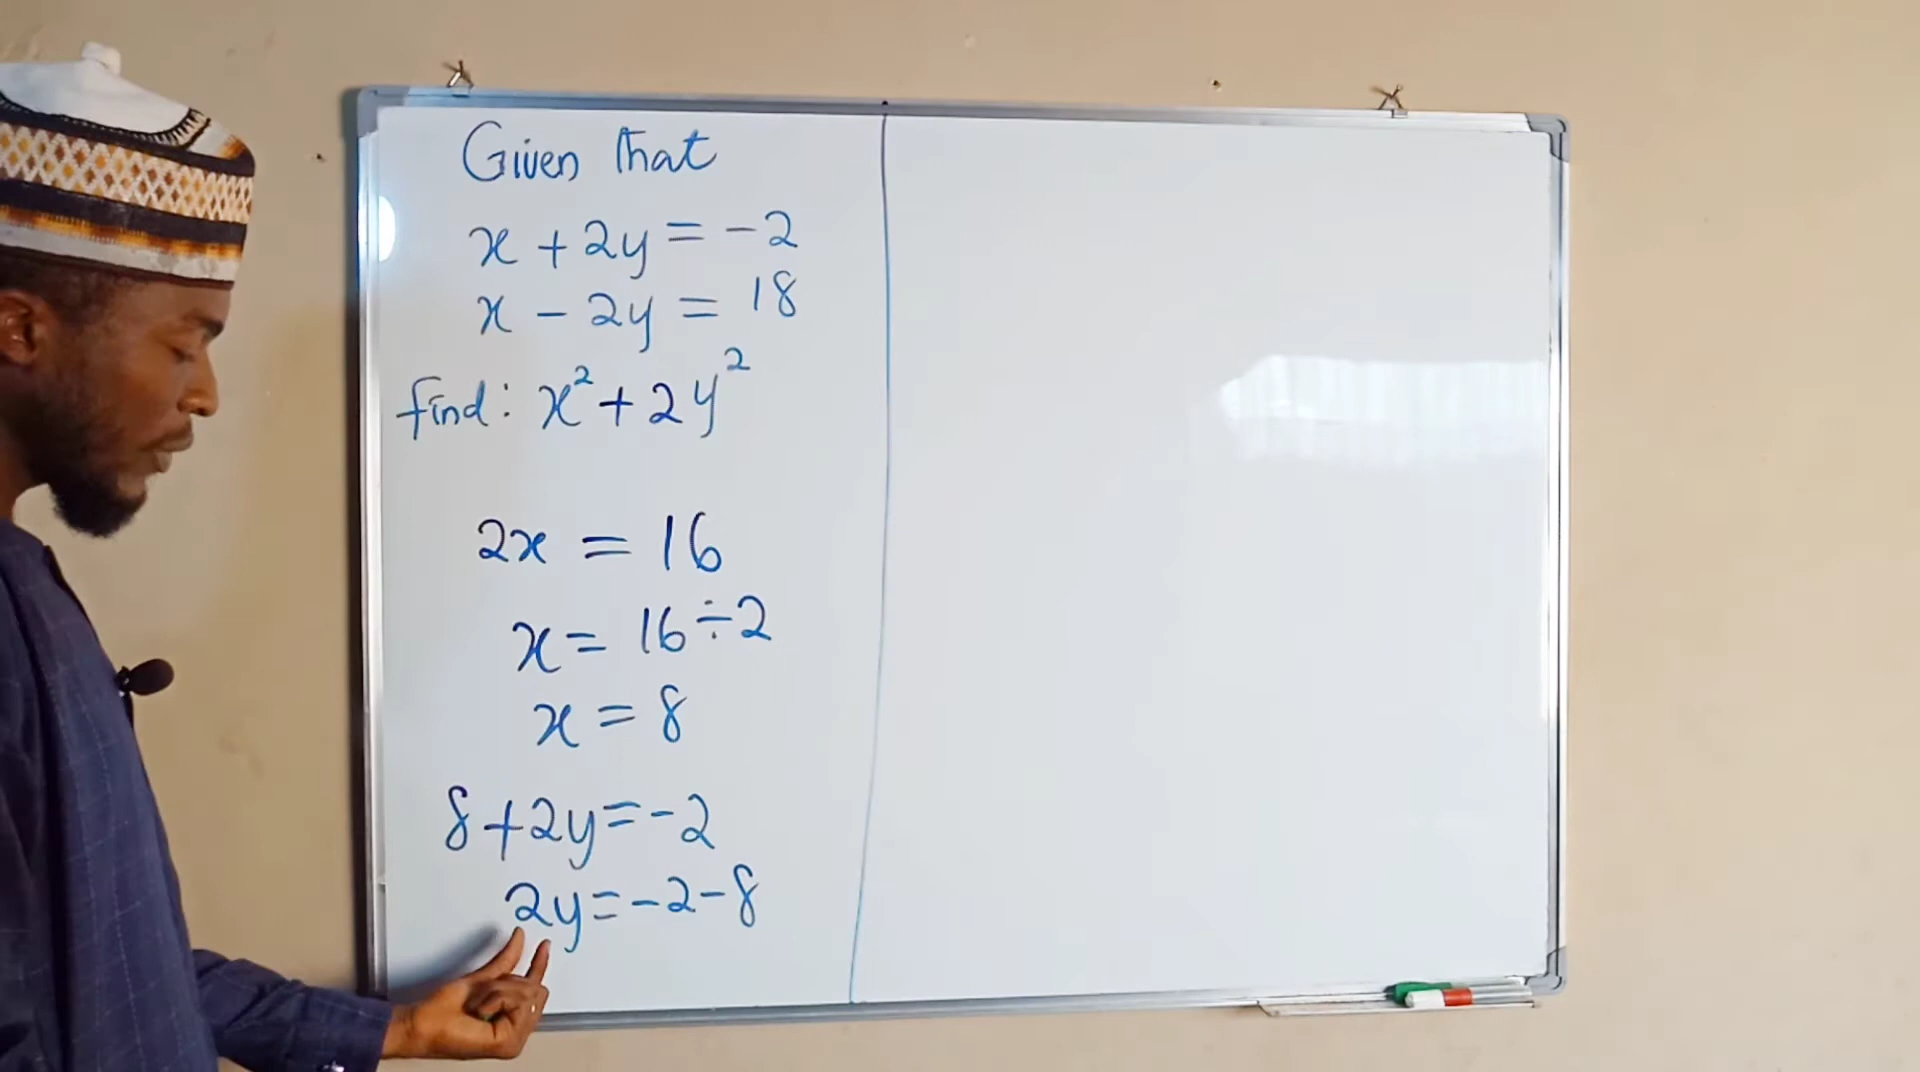 Given that
x + 2y = -2
x - 2y = 18
find: x² + 2y²
2x = 16
x = 16 ÷ 2
x = 8
8 + 2y = -2
2y = -2 - 8